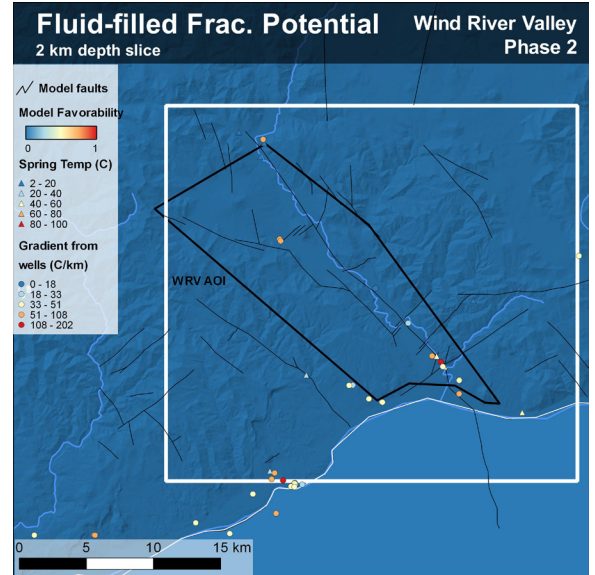 Fluid-filled Frac. Potential
2 km depth slice
Wind River Valley
Phase 2
Model faults
Model Favorability
0 1
Spring Temp (C)
2 - 20
20 - 40
40 - 60
60 - 80
80 - 100
Gradient from
wells (C/km)
0 - 18
18 - 33
33 - 51
51 - 108
108 - 202
WRV AOI
0 5 10 15 km